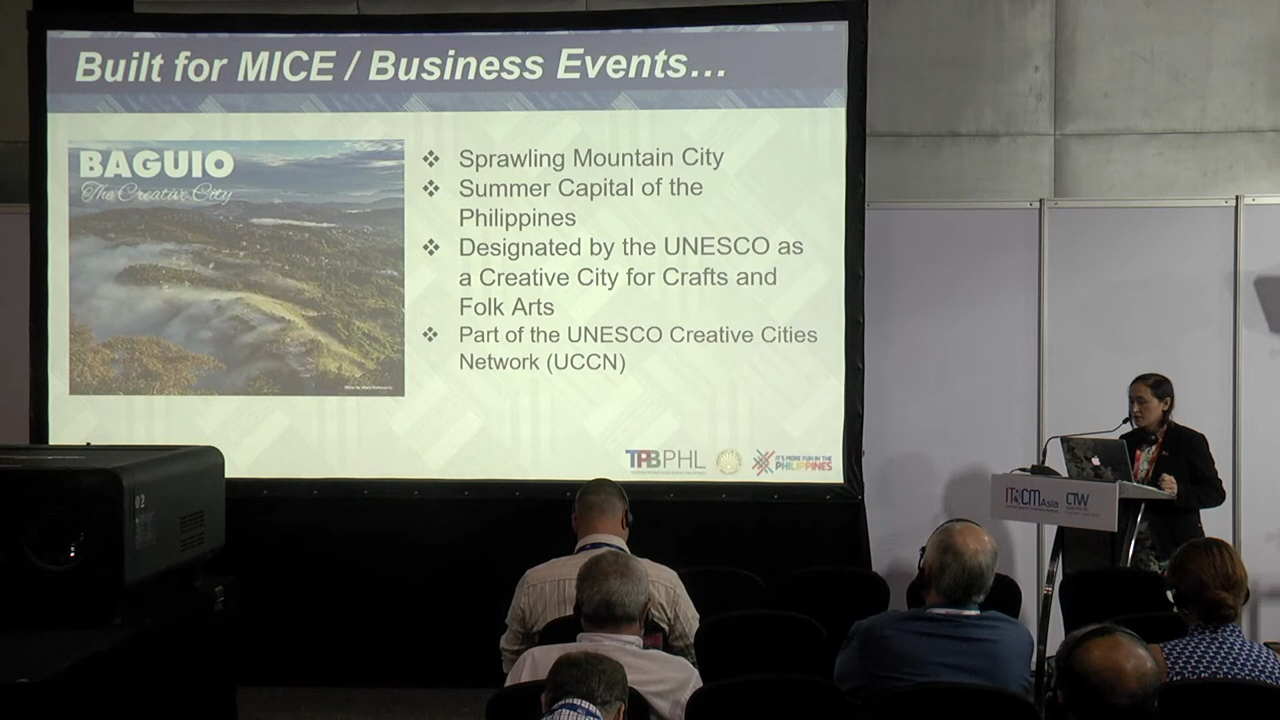 Built for MICE / Business Events…
BAGUIO
The Creative City
❖ Sprawling Mountain City
❖ Summer Capital of the
Philippines
❖ Designated by the UNESCO as
a Creative City for Crafts and
Folk Arts
❖ Part of the UNESCO Creative Cities
Network (UCCN)
TPBPHL
IT'S MORE FUN IN THE
PHILIPPINES
02
IT&CMAsia
CTW